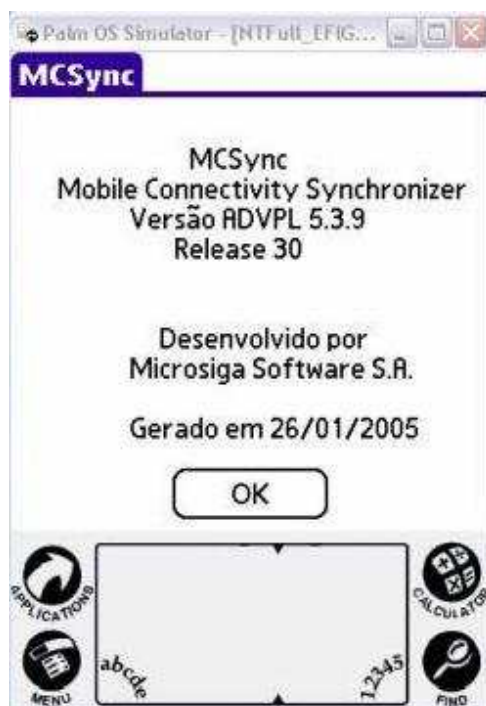 Palm OS Simulator - [NTFull_EFIG...
MCSync
MCSync
Mobile Connectivity Synchronizer
Versão ADVPL 5.3.9
Release 30
Desenvolvido por
Microsiga Software S.A.
Gerado em 26/01/2005
OK
APPLICATIONS
CALCULATOR
abcde
12345
MENU
FIND